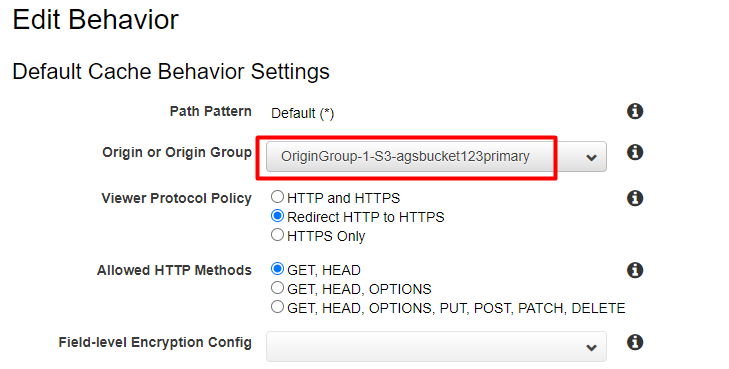 Edit Behavior
Default Cache Behavior Settings
Path Pattern Default (*)
Origin or Origin Group OriginGroup-1-S3-agsbucket123primary
Viewer Protocol Policy HTTP and HTTPS
Redirect HTTP to HTTPS
HTTPS Only
Allowed HTTP Methods GET, HEAD
GET, HEAD, OPTIONS
GET, HEAD, OPTIONS, PUT, POST, PATCH, DELETE
Field-level Encryption Config